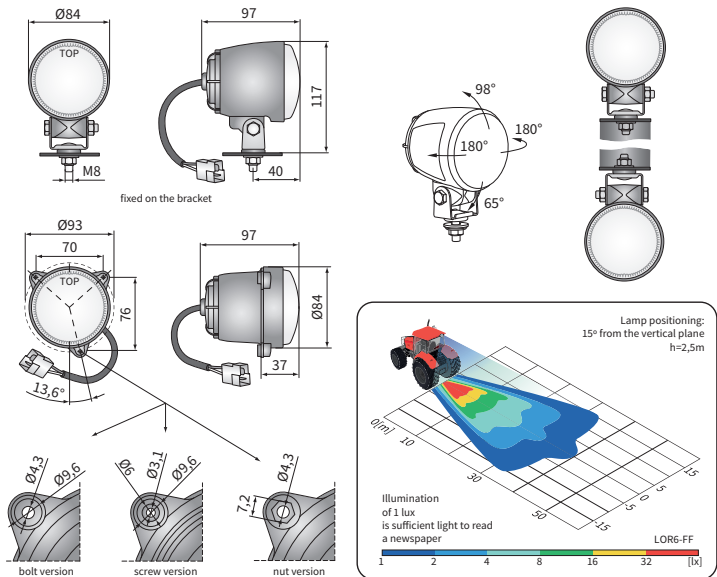 Ø84
97
TOP
117
M8
40
fixed on the bracket
98°
180°
180°
65°
Ø93
70
TOP
76
13,6°
97
Ø84
37
Ø4,3
Ø9,6
bolt version
Ø6
Ø3,1
Ø9,6
screw version
Ø4,3
7,2
nut version
Lamp positioning:
15º from the vertical plane
h=2,5m
0[m]
10
30
50
15
5
0
-5
-15
Illumination
of 1 lux
is sufficient light to read
a newspaper
LOR6-FF
1 2 4 8 16 32 [lx]